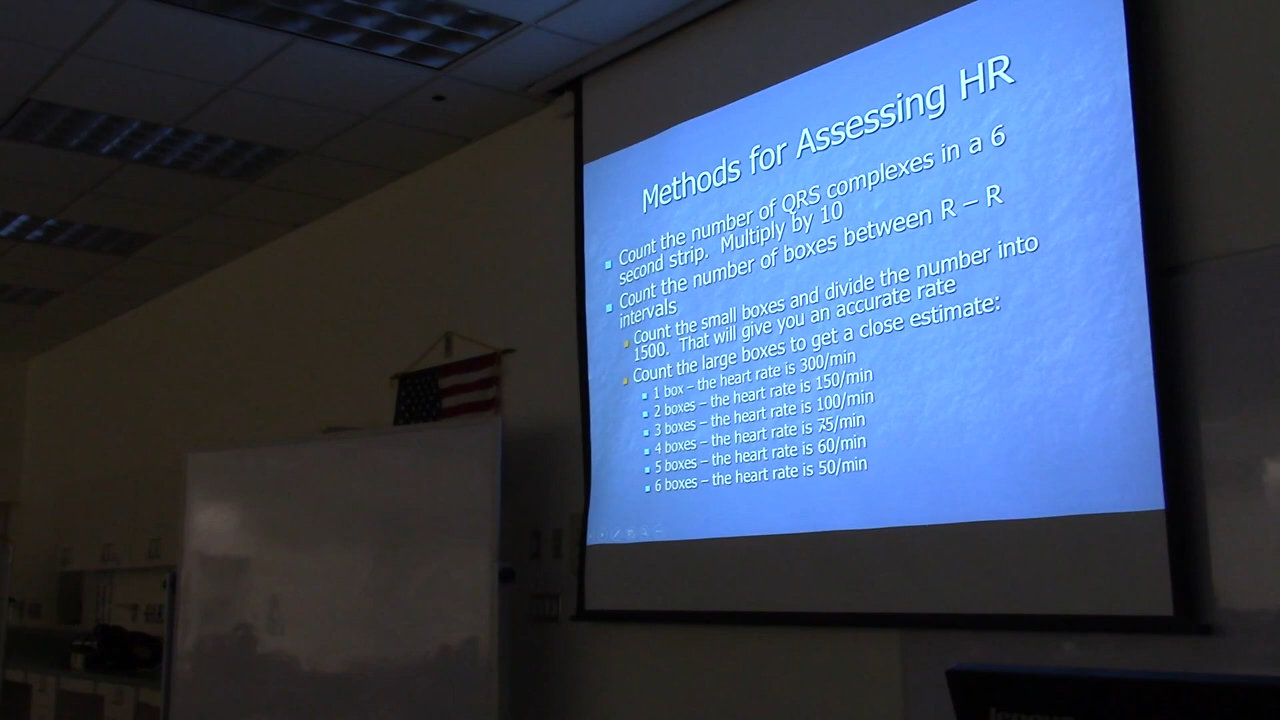 Methods for Assessing HR
Count the number of QRS complexes in a 6
second strip. Multiply by 10
Count the number of boxes between R – R
intervals
Count the small boxes and divide the number into
1500. That will give you an accurate rate
Count the large boxes to get a close estimate:
1 box – the heart rate is 300/min
2 boxes – the heart rate is 150/min
3 boxes – the heart rate is 100/min
4 boxes – the heart rate is 75/min
5 boxes – the heart rate is 60/min
6 boxes – the heart rate is 50/min